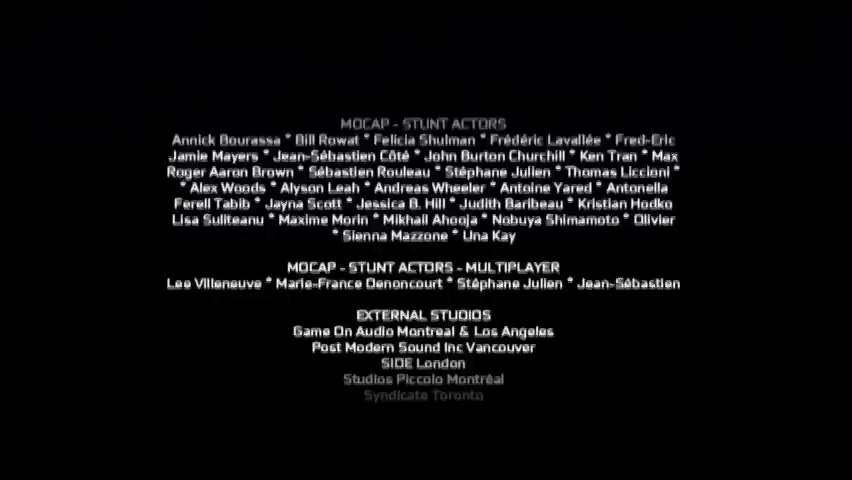 MOCAP - STUNT ACTORS
Annick Bourassa * Bill Rowat * Felicia Shulman * Frédéric Lavallée * Fred-Eric
Jamie Mayers * Jean-Sébastien Côté * John Burton Churchill * Ken Tran * Max
Roger Aaron Brown * Sébastien Rouleau * Stéphane Julien * Thomas Liccioni *
* Alex Woods * Alyson Leah * Andreas Wheeler * Antoine Yared * Antonella
Ferell Tabib * Jayna Scott * Jessica B. Hill * Judith Baribeau * Kristian Hodko
Lisa Suliteanu * Maxime Morin * Mikhail Ahooja * Nobuya Shimamoto * Olivier
* Sienna Mazzone * Una Kay
MOCAP - STUNT ACTORS - MULTIPLAYER
Lee Villeneuve * Marie-France Denoncourt * Stéphane Julien * Jean-Sébastien
EXTERNAL STUDIOS
Game On Audio Montreal & Los Angeles
Post Modern Sound Inc Vancouver
SIDE London
Studios Piccolo Montréal
Syndicate Toronto